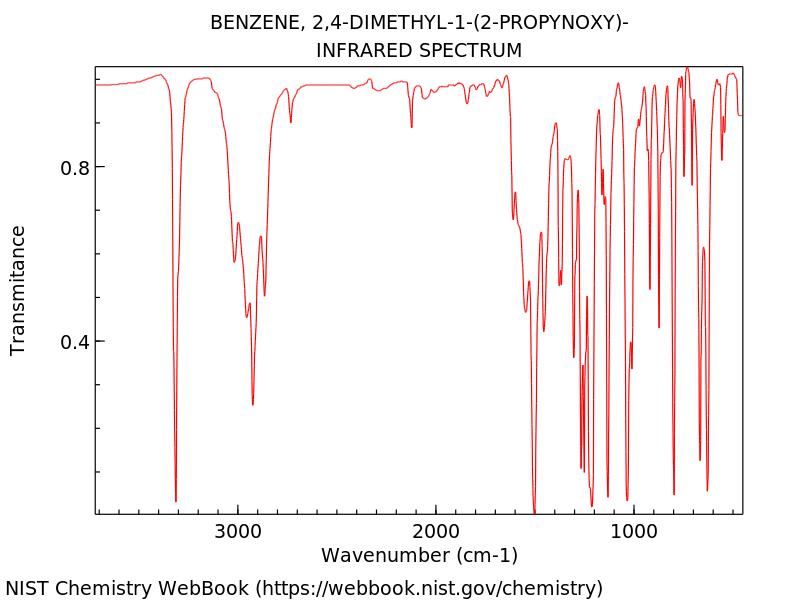 BENZENE, 2,4-DIMETHYL-1-(2-PROPYNOXY)-
INFRARED SPECTRUM
0.8
Transmitance
0.4
3000 2000 1000
Wavenumber (cm-1)
NIST Chemistry WebBook (https://webbook.nist.gov/chemistry)